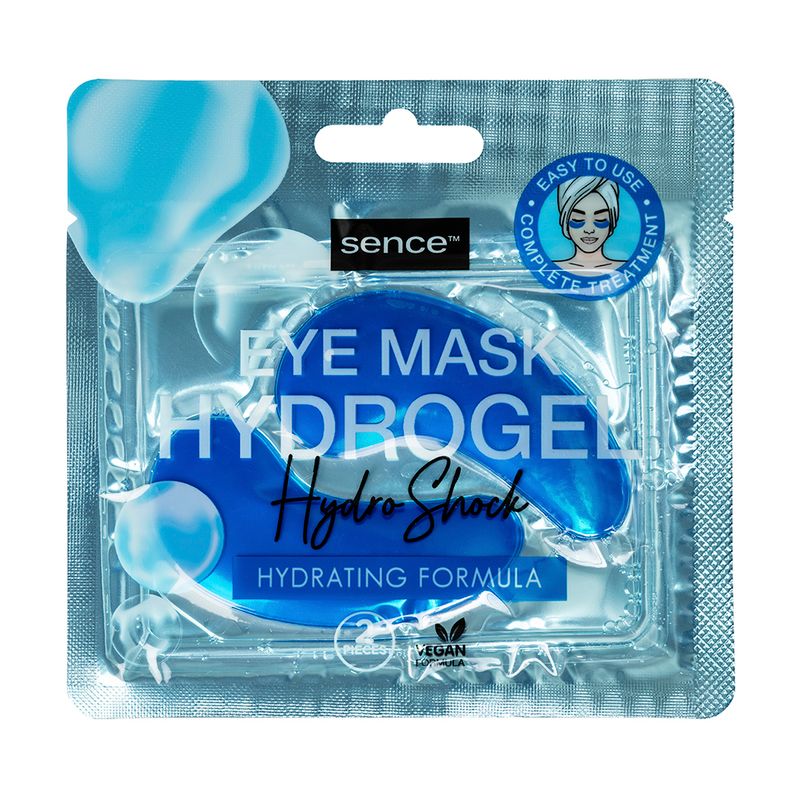 sence™
EASY TO USE
• COMPLETE TREATMENT •
EYE MASK
HYDROGEL
Hydro Shock
HYDRATING FORMULA
2
PIECES
VEGAN
FORMULA